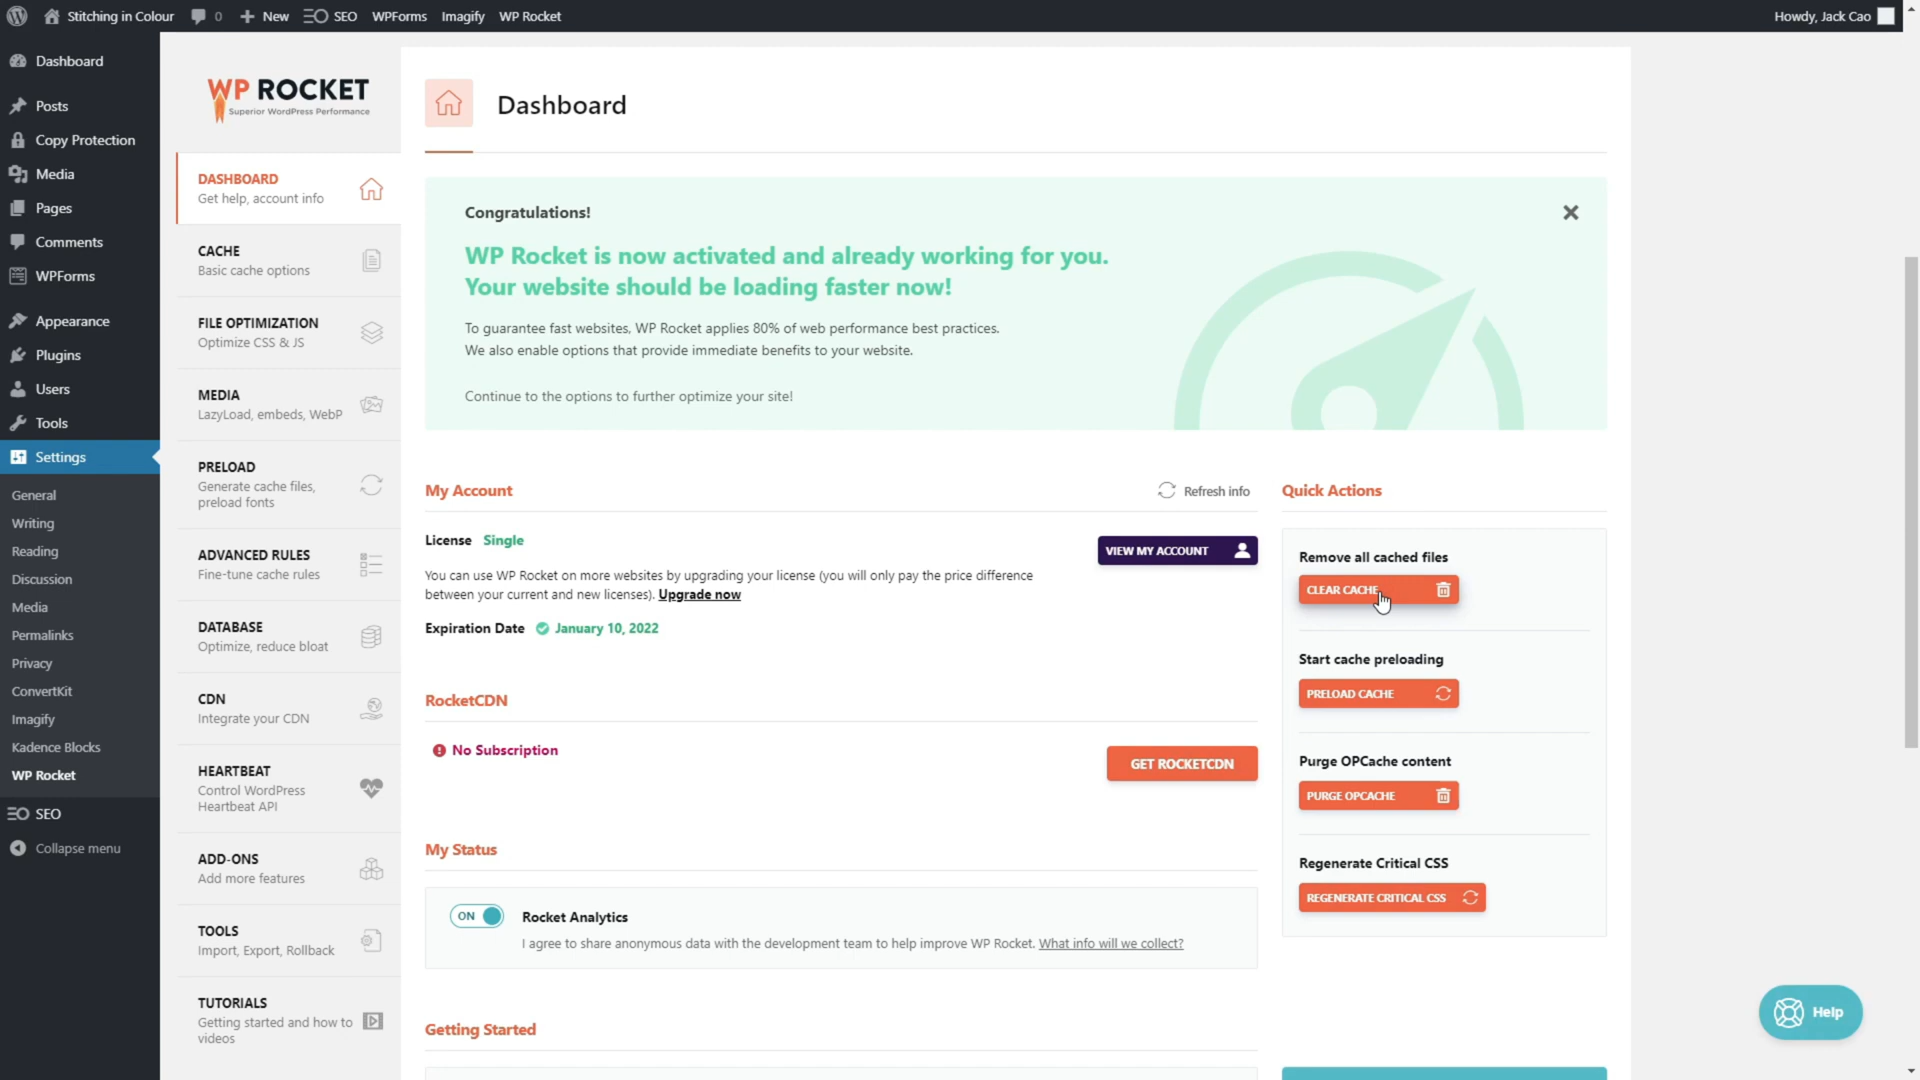 Stitching in Colour
0
New
SEO
WPForms
Imagify
WP Rocket
Howdy, Jack Cao
Dashboard
Posts
Copy Protection
Media
Pages
Comments
WPForms
Appearance
Plugins
Users
Tools
Settings
General
Writing
Reading
Discussion
Media
Permalinks
Privacy
ConvertKit
Imagify
Kadence Blocks
WP Rocket
SEO
Collapse menu
WP ROCKET
Superior WordPress Performance
DASHBOARD
Get help, account info
CACHE
Basic cache options
FILE OPTIMIZATION
Optimize CSS & JS
MEDIA
LazyLoad, embeds, WebP
PRELOAD
Generate cache files,
preload fonts
ADVANCED RULES
Fine-tune cache rules
DATABASE
Optimize, reduce bloat
CDN
Integrate your CDN
HEARTBEAT
Control WordPress
Heartbeat API
ADD-ONS
Add more features
TOOLS
Import, Export, Rollback
TUTORIALS
Getting started and how to
videos
Dashboard
Congratulations!
WP Rocket is now activated and already working for you.
Your website should be loading faster now!
To guarantee fast websites, WP Rocket applies 80% of web performance best practices.
We also enable options that provide immediate benefits to your website.
Continue to the options to further optimize your site!
My Account
Refresh info
License Single
VIEW MY ACCOUNT
You can use WP Rocket on more websites by upgrading your license (you will only pay the price difference
between your current and new licenses). Upgrade now
Expiration Date January 10, 2022
RocketCDN
No Subscription
GET ROCKETCDN
My Status
ON
Rocket Analytics
I agree to share anonymous data with the development team to help improve WP Rocket. What info will we collect?
Getting Started
Quick Actions
Remove all cached files
CLEAR CACHE
Start cache preloading
PRELOAD CACHE
Purge OPCache content
PURGE OPCACHE
Regenerate Critical CSS
REGENERATE CRITICAL CSS
Help